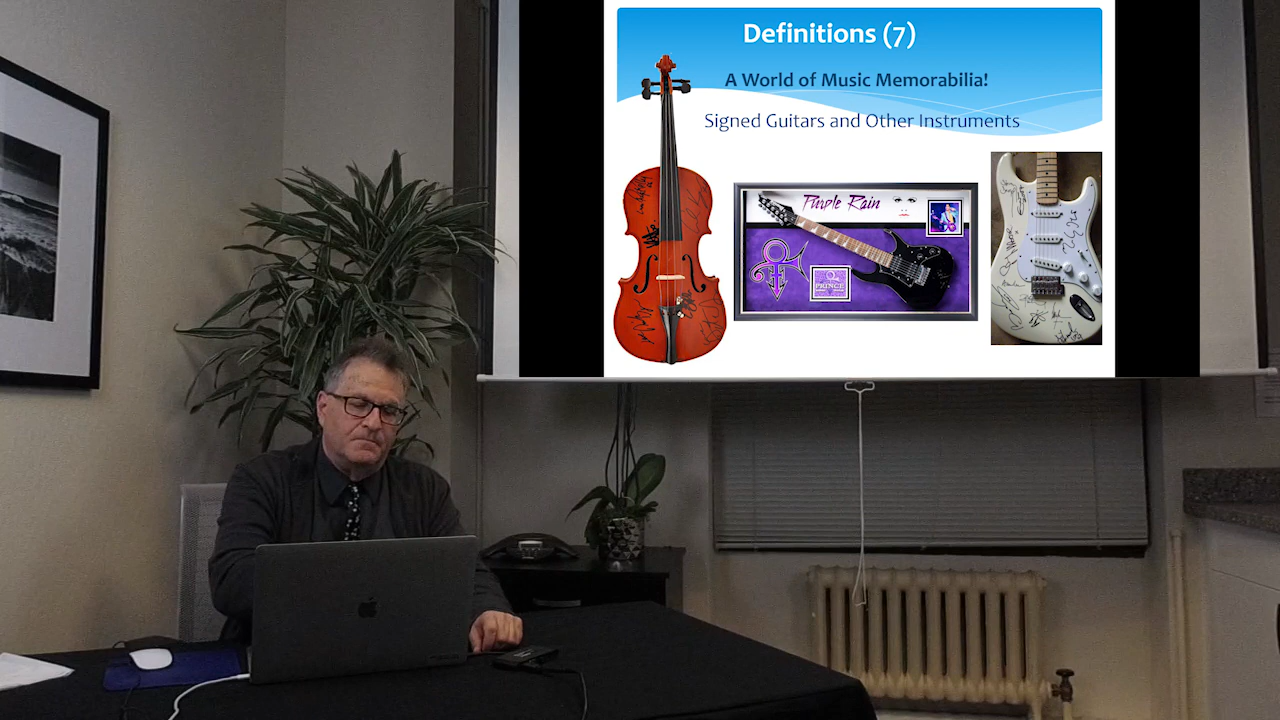 Definitions (7)
A World of Music Memorabilia!
Signed Guitars and Other Instruments
Purple Rain
PRINCE